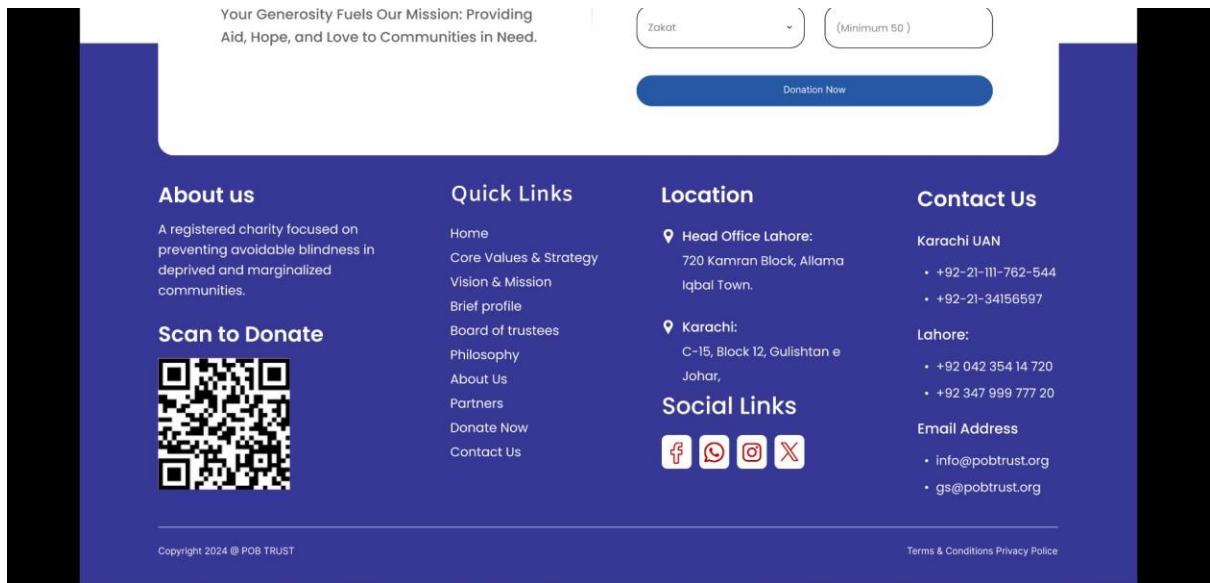 Your Generosity Fuels Our Mission: Providing
Aid, Hope, and Love to Communities in Need.
Zakat
(Minimum 50 )
Donation Now
About us
A registered charity focused on
preventing avoidable blindness in
deprived and marginalized
communities.
Scan to Donate
Quick Links
Home
Core Values & Strategy
Vision & Mission
Brief profile
Board of trustees
Philosophy
About Us
Partners
Donate Now
Contact Us
Location
Head Office Lahore:
720 Kamran Block, Allama
Iqbal Town.
Karachi:
C-15, Block 12, Gulishtan e
Johar,
Social Links
Contact Us
Karachi UAN
• +92-21-111-762-544
• +92-21-34156597
Lahore:
• +92 042 354 14 720
• +92 347 999 777 20
Email Address
• info@pobtrust.org
• gs@pobtrust.org
Copyright 2024 @ POB TRUST
Terms & Conditions Privacy Police